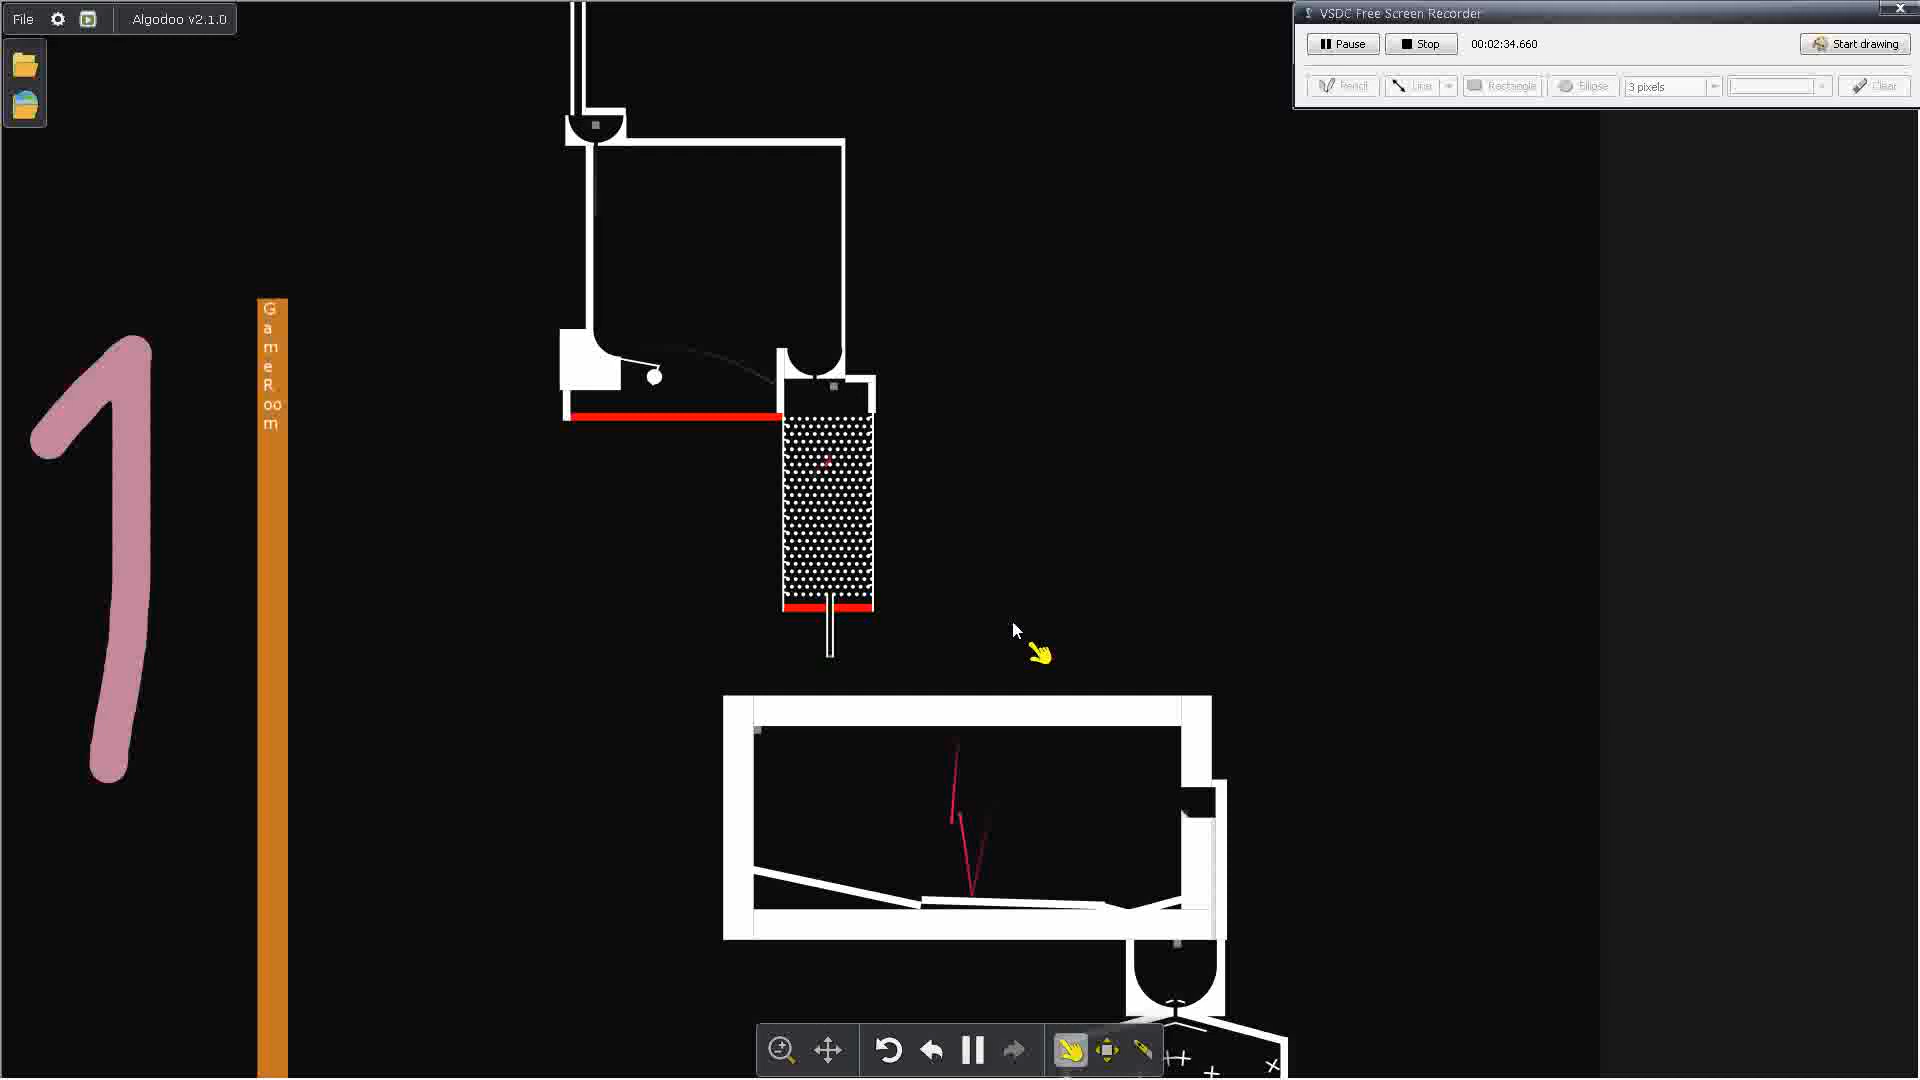 File
Algodoo v2.1.0
VSDC Free Screen Recorder
Pause
Stop
00:02:34.660
Start drawing
Pencil
Line
Rectangle
Ellipse
3 pixels
Clear
1
G
a
m
e
R
oo
m